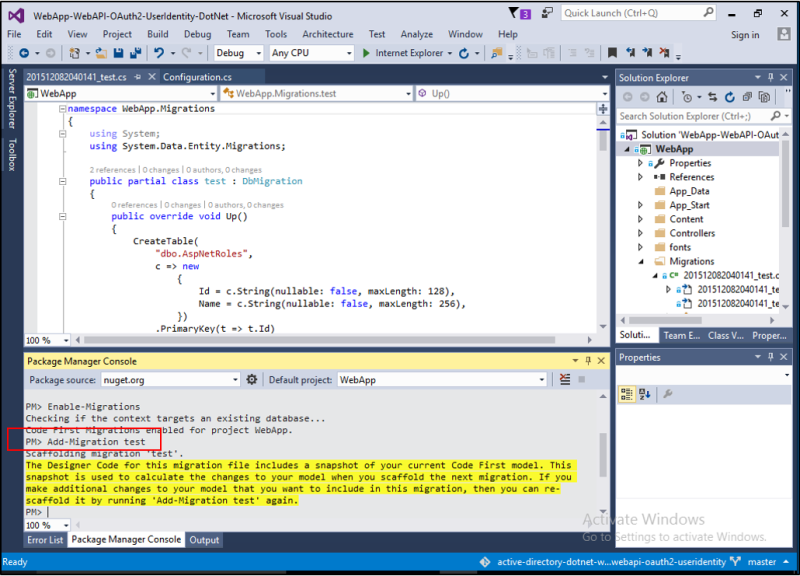 WebApp-WebAPI-OAuth2-UserIdentity-DotNet - Microsoft Visual Studio
3
Quick Launch (Ctrl+Q)
File Edit View Project Build Debug Team Tools Architecture Test Analyze Window Help
Sign in
Debug Any CPU Internet Explorer
Server Explorer
Toolbox
201512082040141_test.cs Configuration.cs
WebApp WebApp.Migrations.test Up()
namespace WebApp.Migrations
{
using System;
using System.Data.Entity.Migrations;
2 references | 0 changes | 0 authors, 0 changes
public partial class test : DbMigration
{
0 references | 0 changes | 0 authors, 0 changes
public override void Up()
{
CreateTable(
"dbo.AspNetRoles",
c => new
{
Id = c.String(nullable: false, maxLength: 128),
Name = c.String(nullable: false, maxLength: 256),
})
.PrimaryKey(t => t.Id)
100 %
Solution Explorer
Search Solution Explorer (Ctrl+;)
Solution 'WebApp-WebAPI-OAut
WebApp
Properties
References
App_Data
App_Start
Content
Controllers
fonts
Migrations
201512082040141_test.c
201512082040141_te
201512082040141_te
Soluti... Team E... Class V... Proper...
Package Manager Console
Package source: nuget.org Default project: WebApp
PM> Enable-Migrations
Checking if the context targets an existing database...
Code First Migrations enabled for project WebApp.
PM> Add-Migration test
Scaffolding migration 'test'.
The Designer Code for this migration file includes a snapshot of your current Code First model. This
snapshot is used to calculate the changes to your model when you scaffold the next migration. If you
make additional changes to your model that you want to include in this migration, then you can re-
scaffold it by running 'Add-Migration test' again.
PM>
100 %
Error List Package Manager Console Output
Properties
Activate Windows
Go to Settings to activate Windows.
Ready
active-directory-dotnet-w...webapi-oauth2-useridentity master